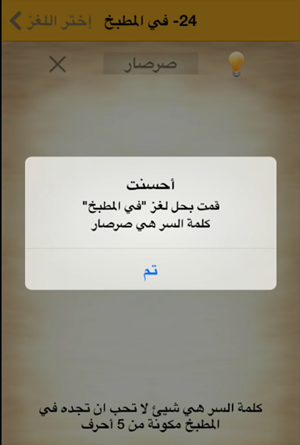 24- في المطبخ
إختر اللغز
صرصار
أحسنت
قمت بحل لغز "في المطبخ"
كلمة السر هي صرصار
تم
كلمة السر هي شيئ لا تحب ان تجده في
المطبخ مكونة من 5 أحرف